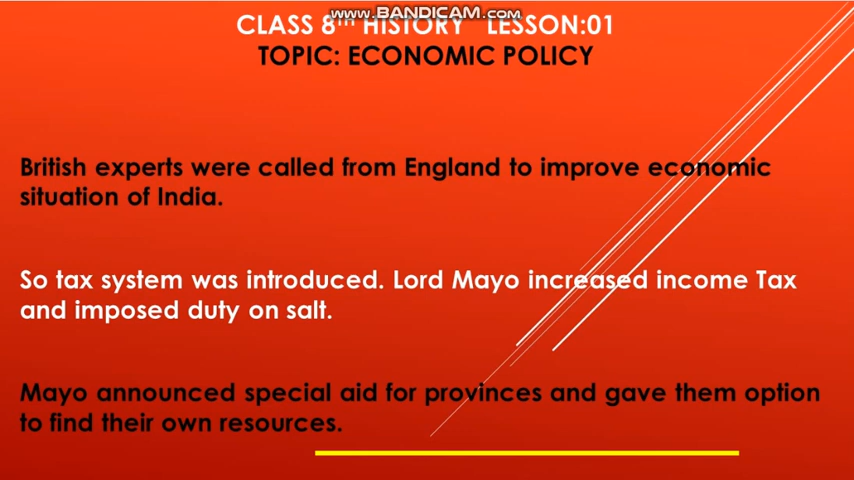 www.BANDICAM.com
CLASS 8TH HISTORY LESSON:01
TOPIC: ECONOMIC POLICY
British experts were called from England to improve economic
situation of India.
So tax system was introduced. Lord Mayo increased income Tax
and imposed duty on salt.
Mayo announced special aid for provinces and gave them option
to find their own resources.